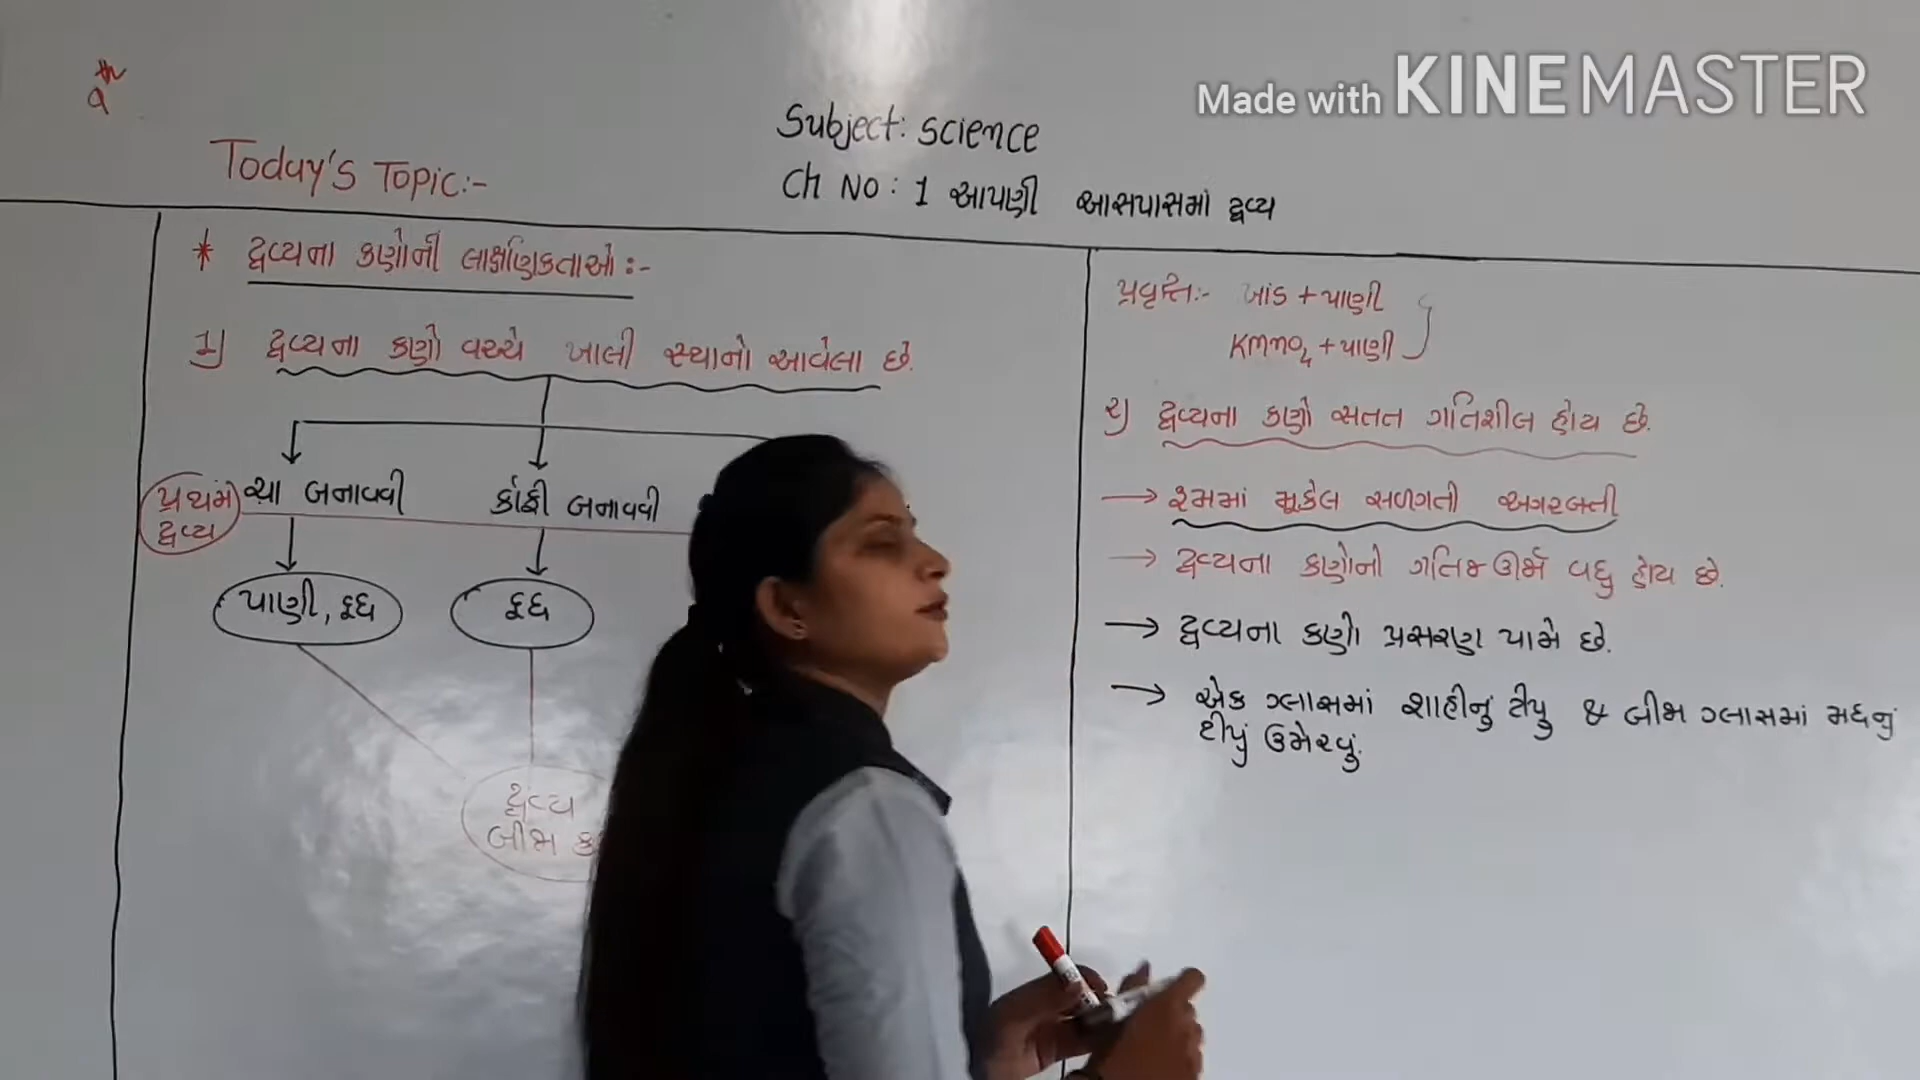 9th
Made with KINEMASTER
Subject: Science
Ch No: 1 આપણી આસપાસમાં દ્રવ્ય
Today's Topic:-
* દ્રવ્યના કણોની લાક્ષણિકતાઓ:-
1) દ્રવ્યના કણો વચ્ચે ખાલી સ્થાનો આવેલા છે.
ચા બનાવવી
કોફી બનાવવી
પ્રથમ
દ્રવ્ય
પાણી, દૂધ
દૂધ
દ્રવ્ય
બીજા
પ્રવૃત્તિ:- ખાંડ + પાણી
KMnO4 + પાણી
૨) દ્રવ્યના કણો સતત ગતિશીલ હોય છે.
→ રૂમમાં મૂકેલ સળગતી અગરબત્તી
→ દ્રવ્યના કણોની ગતિજ ઊર્જા વધુ હોય છે.
→ દ્રવ્યના કણો પ્રસરણ પામે છે.
→ એક ગ્લાસમાં શાહીનું ટીપુ & બીજા ગ્લાસમાં મધનું
ટીપું ઉમેરવું.